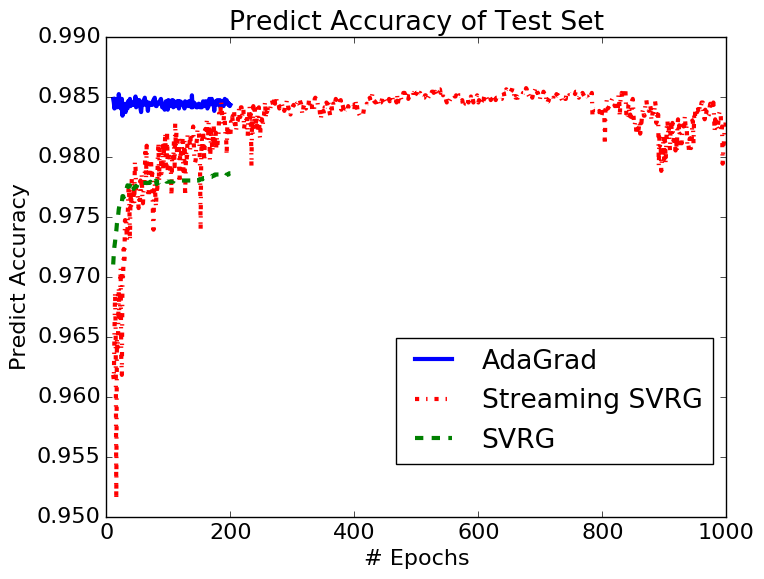 Predict Accuracy of Test Set
0.990
0.985
0.980
0.975
0.970
0.965
0.960
0.955
0.950
Predict Accuracy
AdaGrad
Streaming SVRG
SVRG
0 200 400 600 800 1000
# Epochs